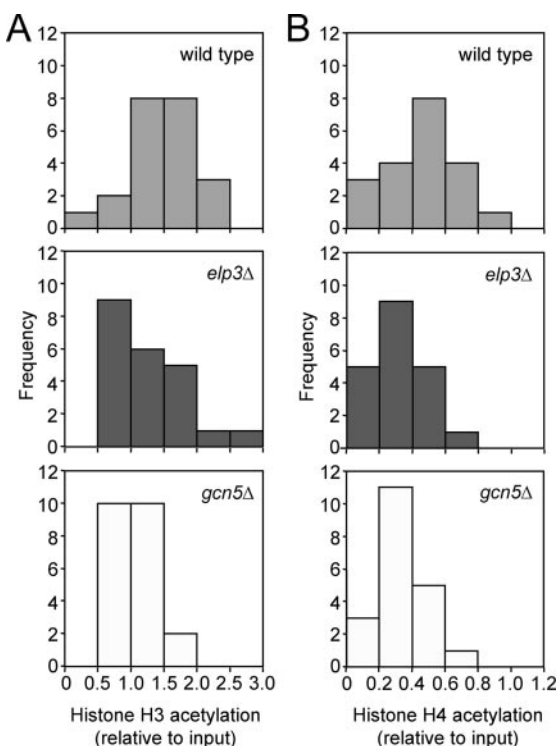 A
B
12
10
8
6
4
2
0
wild type
12
10
8
6
4
2
0
wild type
Frequency
12
10
8
6
4
2
0
elp3Δ
Frequency
12
10
8
6
4
2
0
elp3Δ
12
10
8
6
4
2
0
gcn5Δ
0 0.5 1.0 1.5 2.0 2.5 3.0
Histone H3 acetylation
(relative to input)
12
10
8
6
4
2
0
gcn5Δ
0 0.2 0.4 0.6 0.8 1.0 1.2
Histone H4 acetylation
(relative to input)